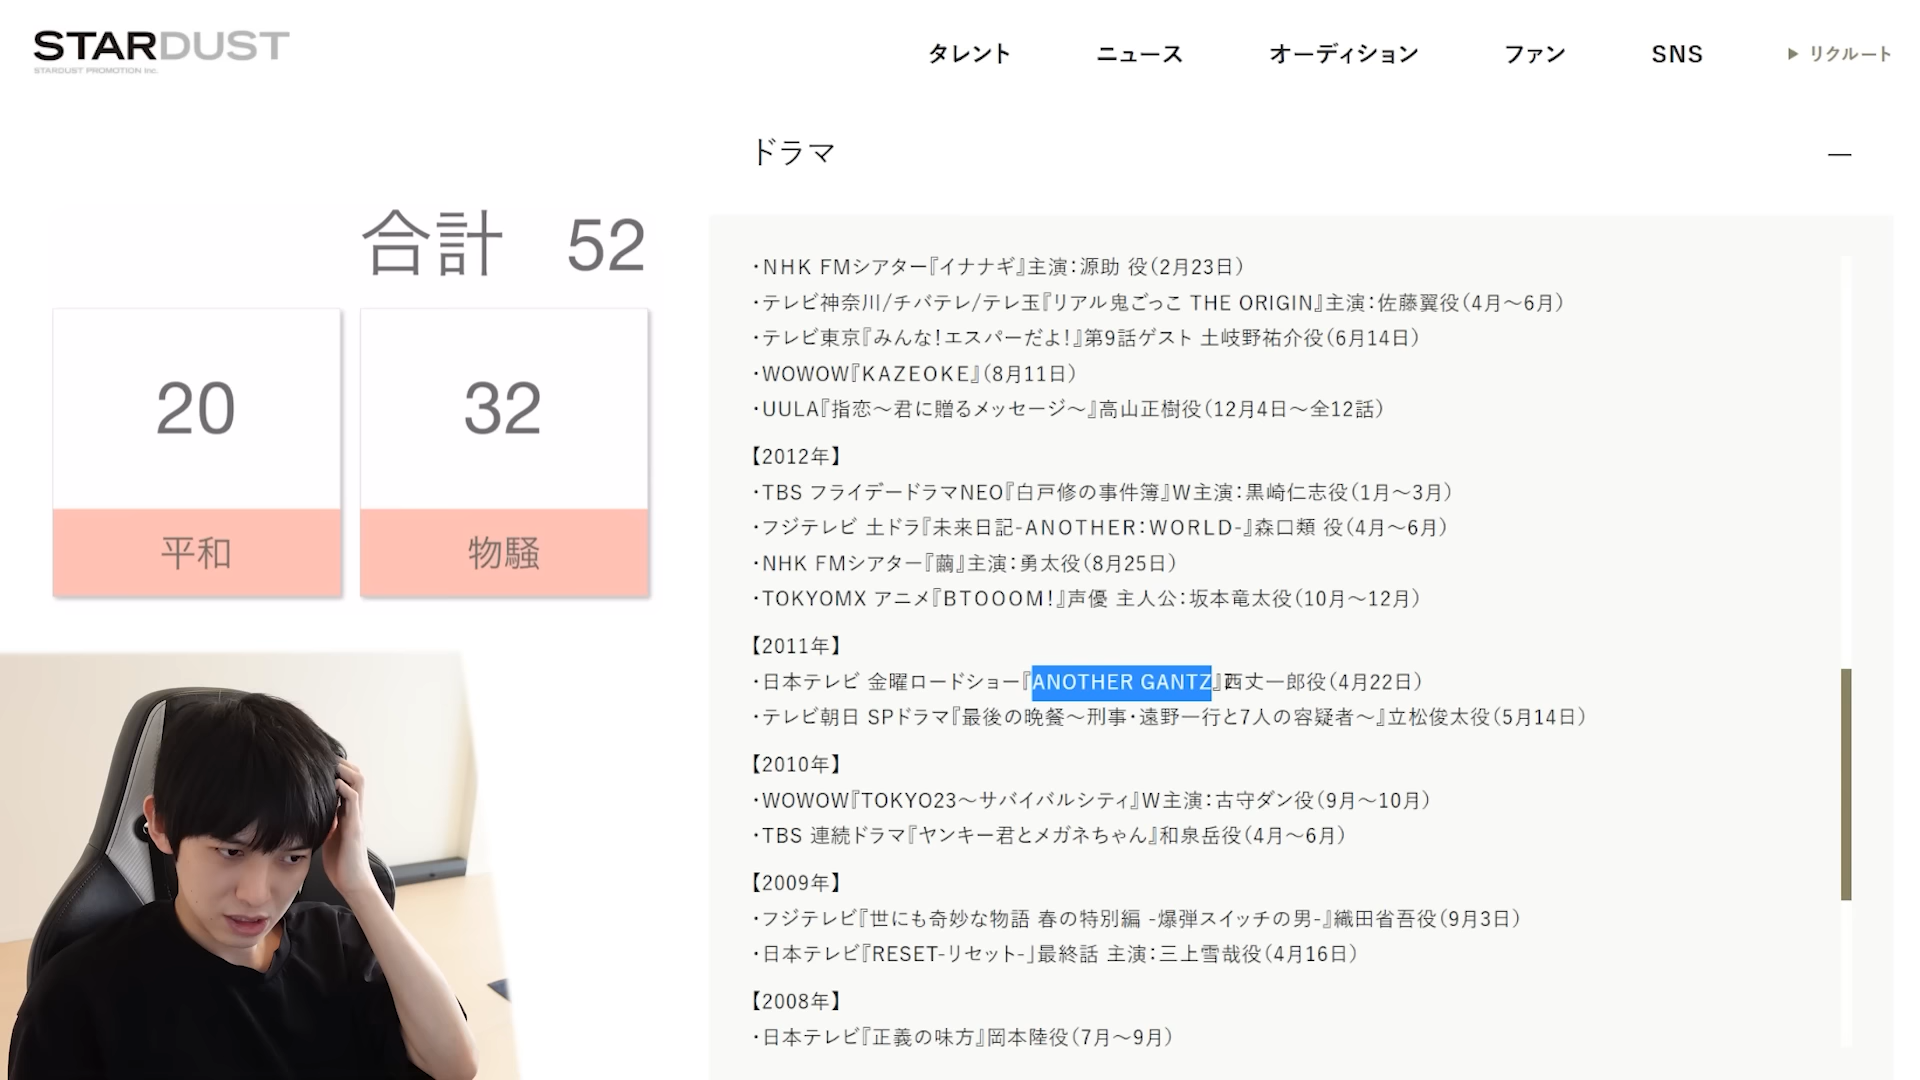 STARDUST
STARDUST PROMOTION Inc.
タレント
ニュース
オーディション
ファン
SNS
▶ リクルート
ドラマ
合計 52
20
32
平和
物騒
・NHK FMシアター『イナナギ』主演：源助 役（2月23日）
・テレビ神奈川/チバテレ/テレ玉『リアル鬼ごっこ THE ORIGIN』主演：佐藤翼役（4月～6月）
・テレビ東京『みんな！エスパーだよ！』第9話ゲスト 土岐野祐介役（6月14日）
・WOWOW『KAZEOKE』（8月11日）
・UULA『指恋～君に贈るメッセージ～』高山正樹役（12月4日～全12話）
【2012年】
・TBS フライデードラマNEO『白戸修の事件簿』W主演：黒崎仁志役（1月～3月）
・フジテレビ 土ドラ『未来日記-ANOTHER：WORLD-』森口類 役（4月～6月）
・NHK FMシアター『繭』主演：勇太役（8月25日）
・TOKYOMX アニメ『BTOOOM！』声優 主人公：坂本竜太役（10月～12月）
【2011年】
・日本テレビ 金曜ロードショー『ANOTHER GANTZ』西丈一郎役（4月22日）
・テレビ朝日 SPドラマ『最後の晩餐～刑事・遠野一行と7人の容疑者～』立松俊太役（5月14日）
【2010年】
・WOWOW『TOKYO23～サバイバルシティ』W主演：古守ダン役（9月～10月）
・TBS 連続ドラマ『ヤンキー君とメガネちゃん』和泉岳役（4月～6月）
【2009年】
・フジテレビ『世にも奇妙な物語 春の特別編 -爆弾スイッチの男-』織田省吾役（9月3日）
・日本テレビ『RESET-リセット-」最終話 主演：三上雪哉役（4月16日）
【2008年】
・日本テレビ『正義の味方』岡本陸役（7月～9月）